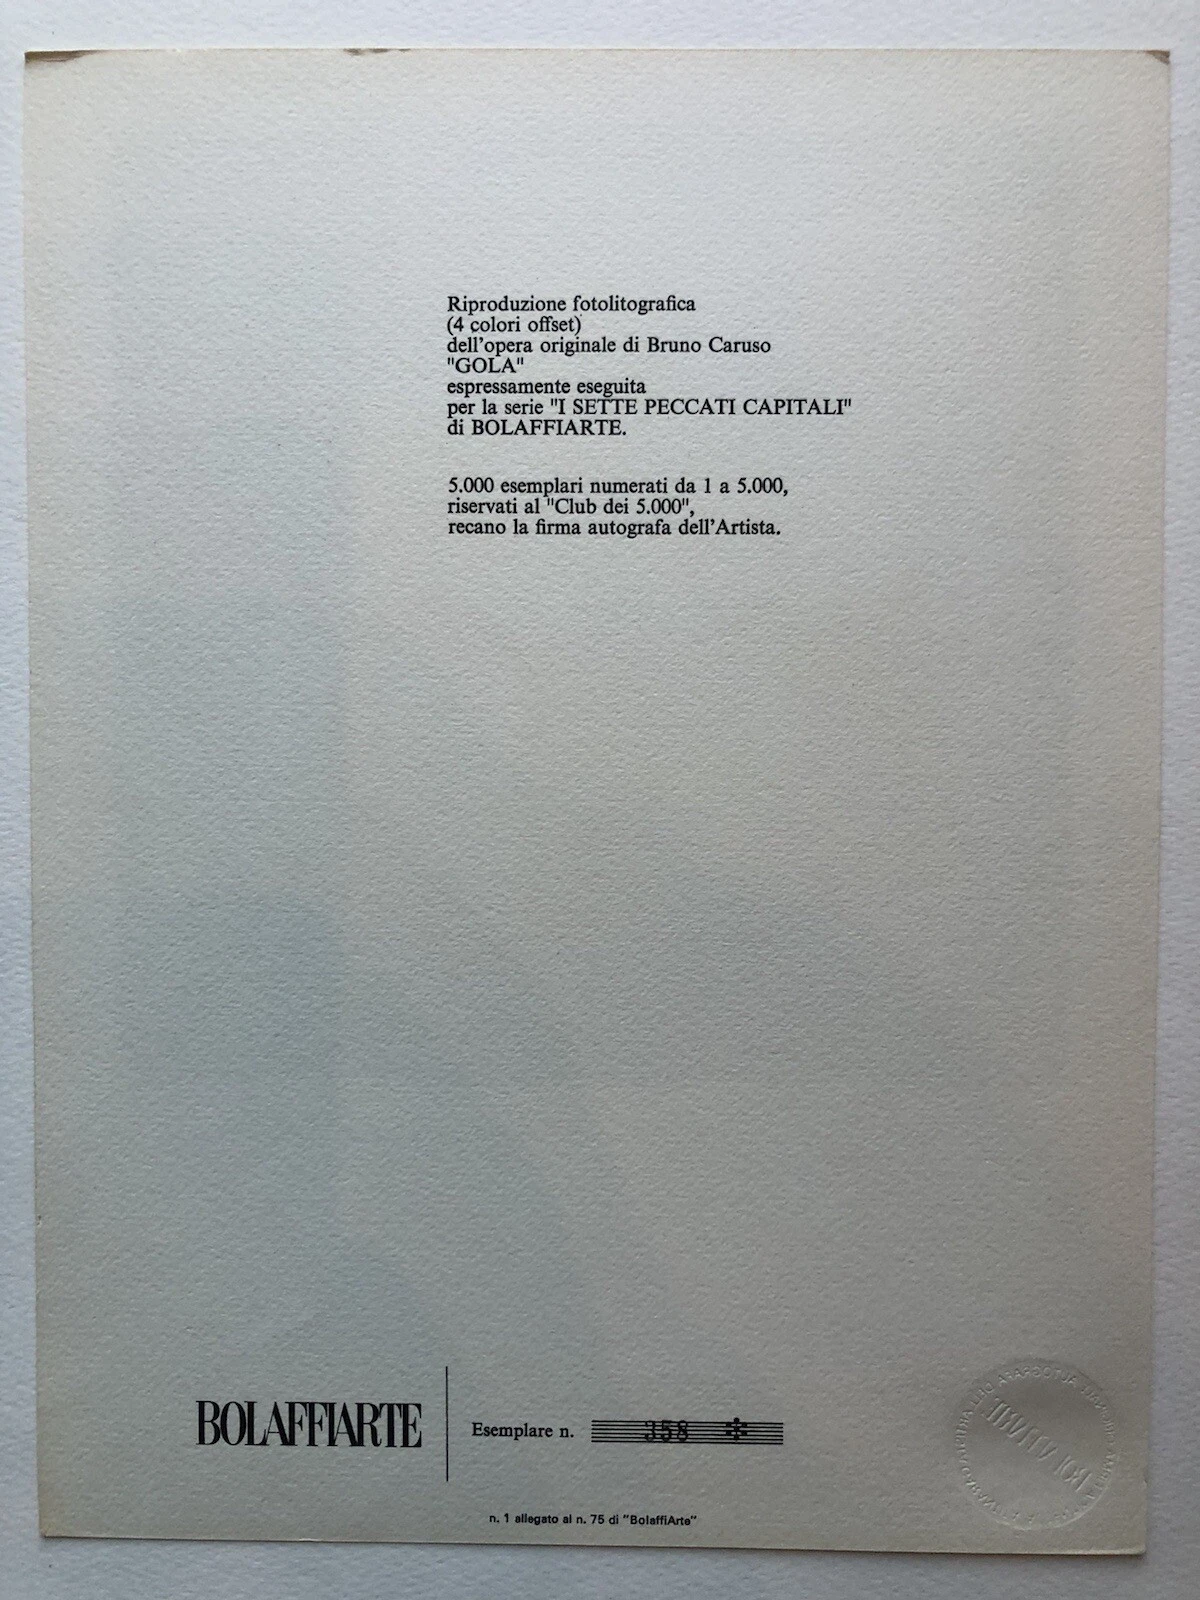 Riproduzione fotolitografica
(4 colori offset)
dell'opera originale di Bruno Caruso
"GOLA"
espressamente eseguita
per la serie "I SETTE PECCATI CAPITALI"
di BOLAFFIARTE.
5.000 esemplari numerati da 1 a 5.000,
riservati al "Club dei 5.000",
recano la firma autografa dell'Artista.
BOLAFFIARTE
Esemplare n. 358 *
n. 1 allegato al n. 75 di "BolaffiArte"